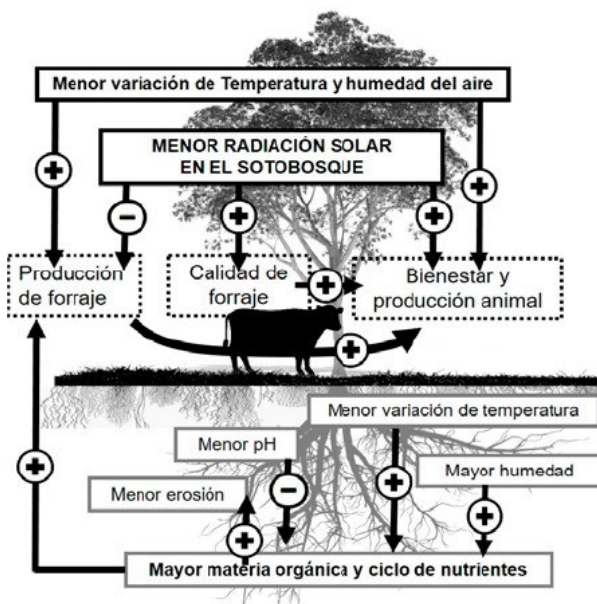 Menor variación de Temperatura y humedad del aire
MENOR RADIACIÓN SOLAR
EN EL SOTOBOSQUE
+
+
−
+
+
Producción
de forraje
Calidad de
forraje
+
Bienestar y
producción animal
+
Menor variación de temperatura
Menor pH
Mayor humedad
Menor erosión
+
−
+
+
+
Mayor materia orgánica y ciclo de nutrientes